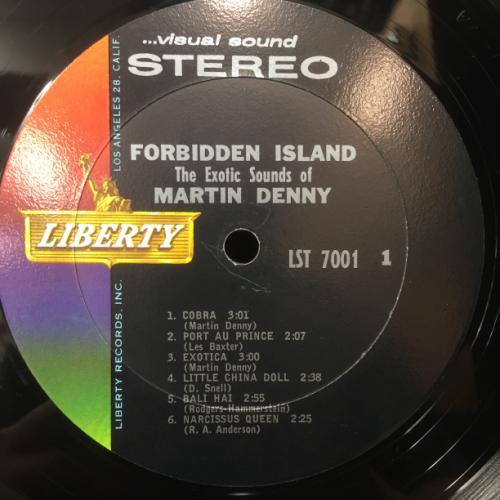 ...visual sound
STEREO
LOS ANGELES 28, CALIF.
FORBIDDEN ISLAND
The Exotic Sounds of
MARTIN DENNY
LIBERTY
LST 7001 1
1. COBRA 3:01
(Martin Denny)
2. PORT AU PRINCE 2:07
(Les Baxter)
3. EXOTICA 3:00
(Martin Denny)
4. LITTLE CHINA DOLL 2:38
(D. Snell)
5. BALI HAI 2:55
(Rodgers-Hammerstein)
6. NARCISSUS QUEEN 2:25
(R. A. Anderson)
LIBERTY RECORDS, INC.